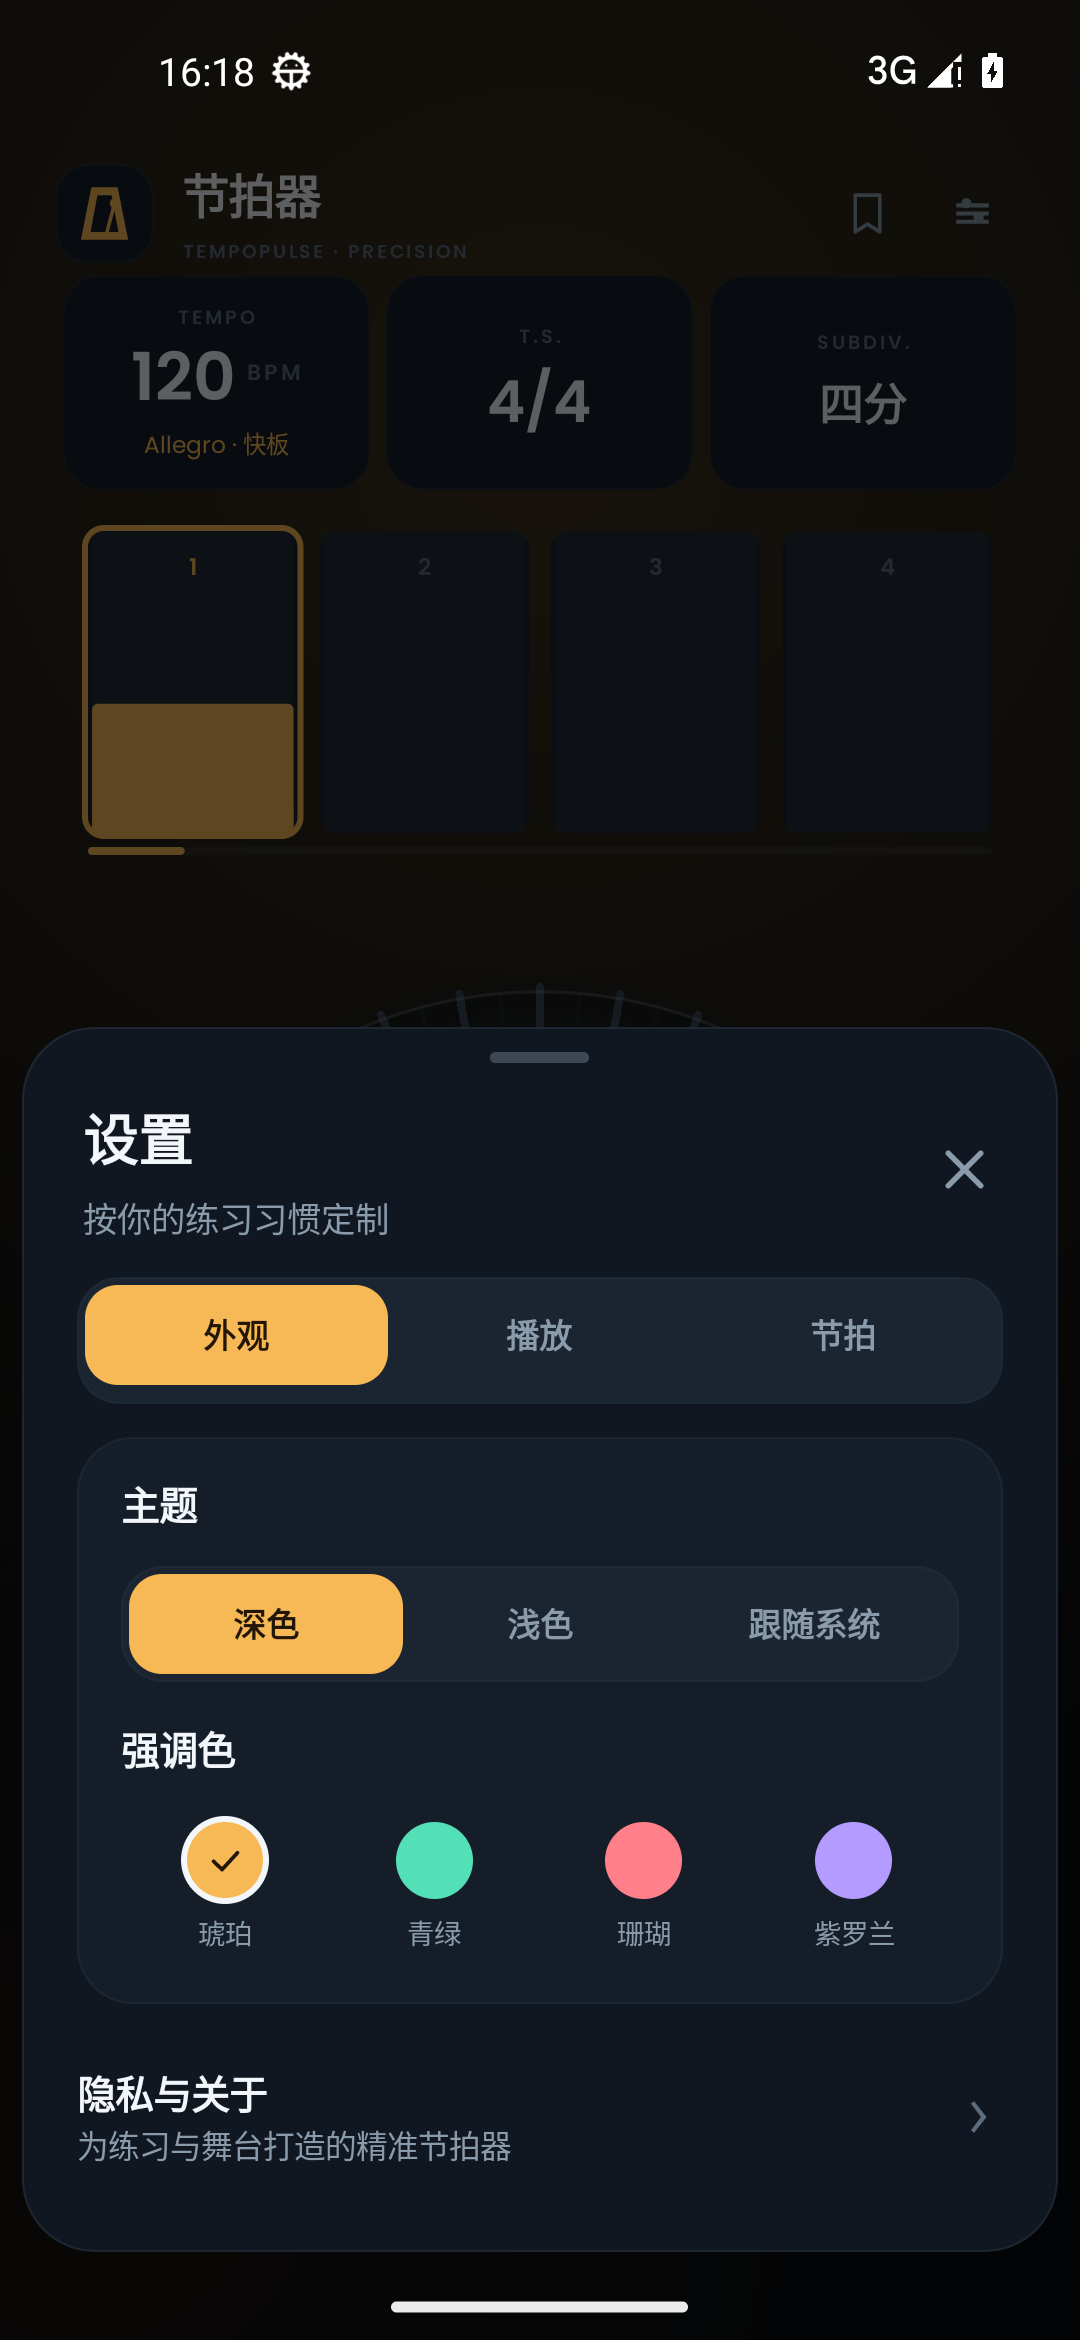 16:18
3G
节拍器
TEMPOPULSE · PRECISION
TEMPO
120 BPM
Allegro · 快板
T.S.
4/4
SUBDIV.
四分
1
2
3
4
设置
按你的练习习惯定制
外观
播放
节拍
主题
深色
浅色
跟随系统
强调色
琥珀
青绿
珊瑚
紫罗兰
隐私与关于
为练习与舞台打造的精准节拍器